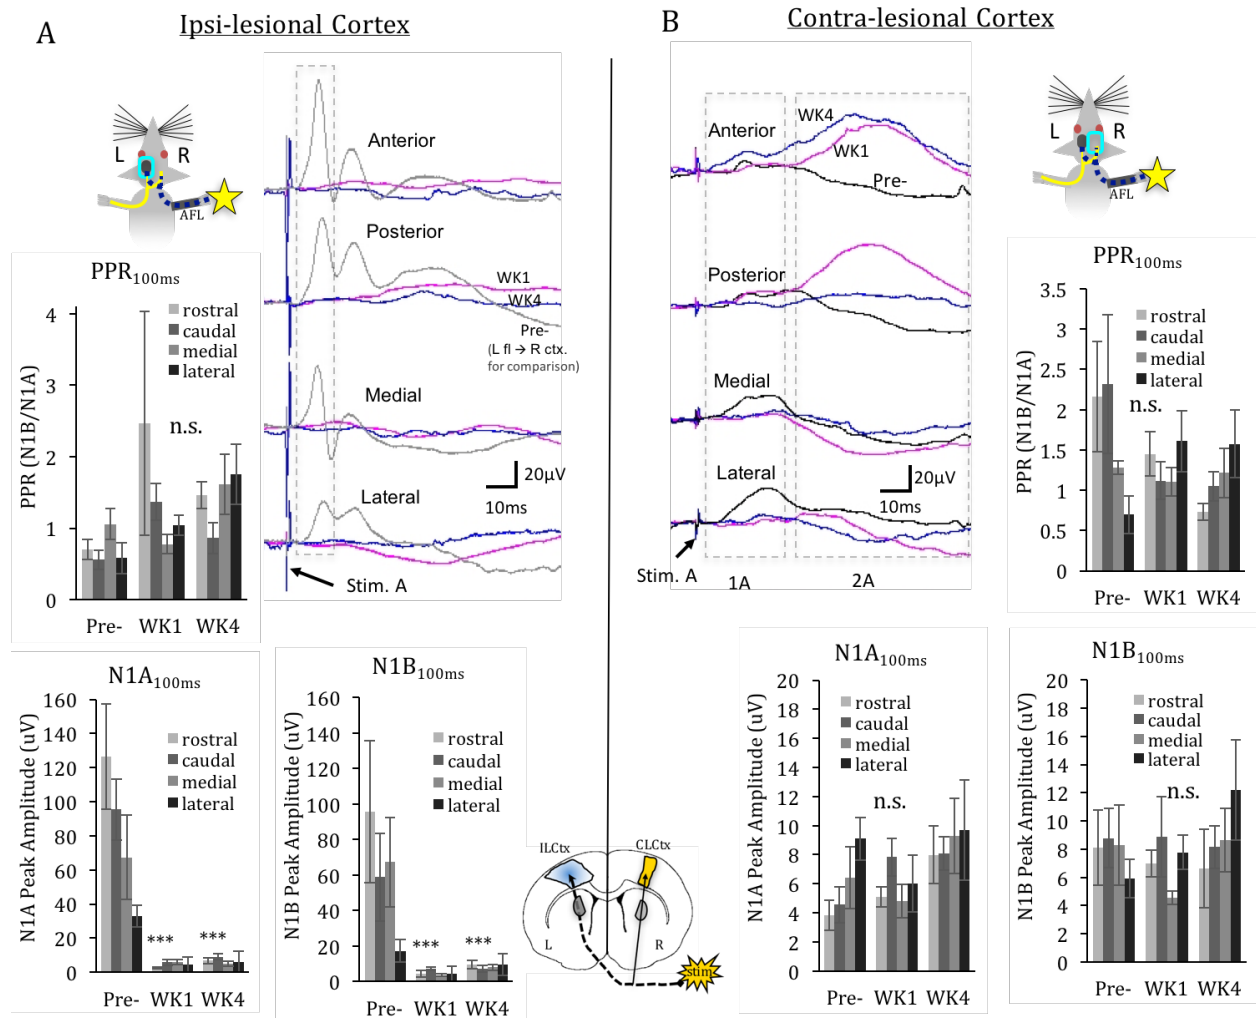 A
Ipsi-lesional Cortex
B
Contra-lesional Cortex
L
R
AFL
Anterior
Posterior
WK1
WK4
Pre-
(L fl → R ctx.
for comparison)
Medial
20µV
10ms
Lateral
Stim. A
PPR100ms
rostral
caudal
medial
lateral
n.s.
PPR (N1B/N1A)
4
3
2
1
0
Pre- WK1 WK4
N1A100ms
rostral
caudal
medial
lateral
N1A Peak Amplitude (uV)
160
140
120
100
80
60
40
20
0
*** ***
Pre- WK1 WK4
N1B100ms
rostral
caudal
medial
lateral
N1B Peak Amplitude (uV)
160
140
120
100
80
60
40
20
0
*** ***
Pre- WK1 WK4
ILCtx
CLCtx
L
R
stim
Anterior
WK4
WK1
Pre-
Posterior
Medial
Lateral
20µV
10ms
Stim. A
1A
2A
L
R
AFL
PPR100ms
rostral
caudal
medial
lateral
n.s.
PPR (N1B/N1A)
3.5
3
2.5
2
1.5
1
0.5
0
Pre- WK1 WK4
N1A100ms
rostral
caudal
medial
lateral
n.s.
N1A Peak Amplitude (uV)
20
18
16
14
12
10
8
6
4
2
0
Pre- WK1 WK4
N1B100ms
rostral
caudal
medial
lateral
n.s.
N1B Peak Amplitude (uV)
20
18
16
14
12
10
8
6
4
2
0
Pre- WK1 WK4